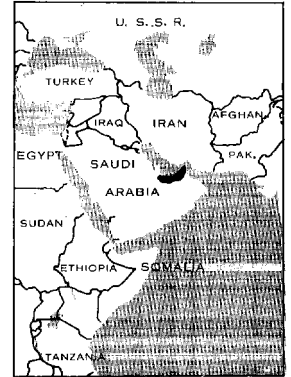 U. S. S. R.
TURKEY
IRAQ
IRAN
AFGHAN.
EGYPT
SAUDI
PAK.
ARABIA
SUDAN
ETHIOPIA
SOMALIA
TANZANIA